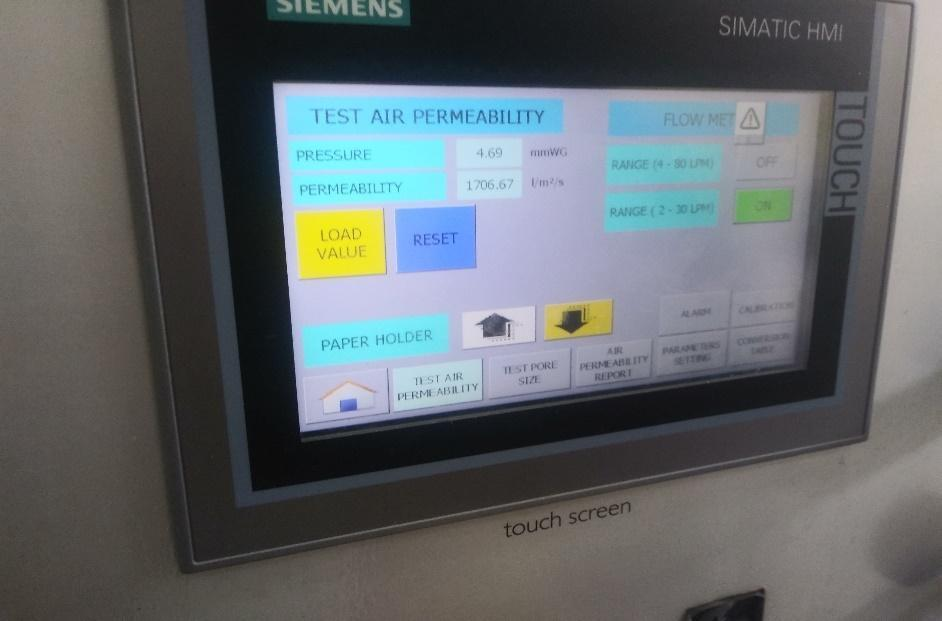 SIEMENS
SIMATIC HMI
TOUCH
TEST AIR PERMEABILITY
FLOW MET
PRESSURE
4.69
mmWG
RANGE (4 - 80 LPM)
OFF
PERMEABILITY
1706.67
l/m²/s
RANGE ( 2 - 30 LPM)
ON
LOAD
VALUE
RESET
PAPER HOLDER
ALARM
CALIBRATION
TEST AIR
PERMEABILITY
TEST PORE
SIZE
AIR
PERMEABILITY
REPORT
PARAMETERS
SETTING
CONVERSION
TABLE
touch screen